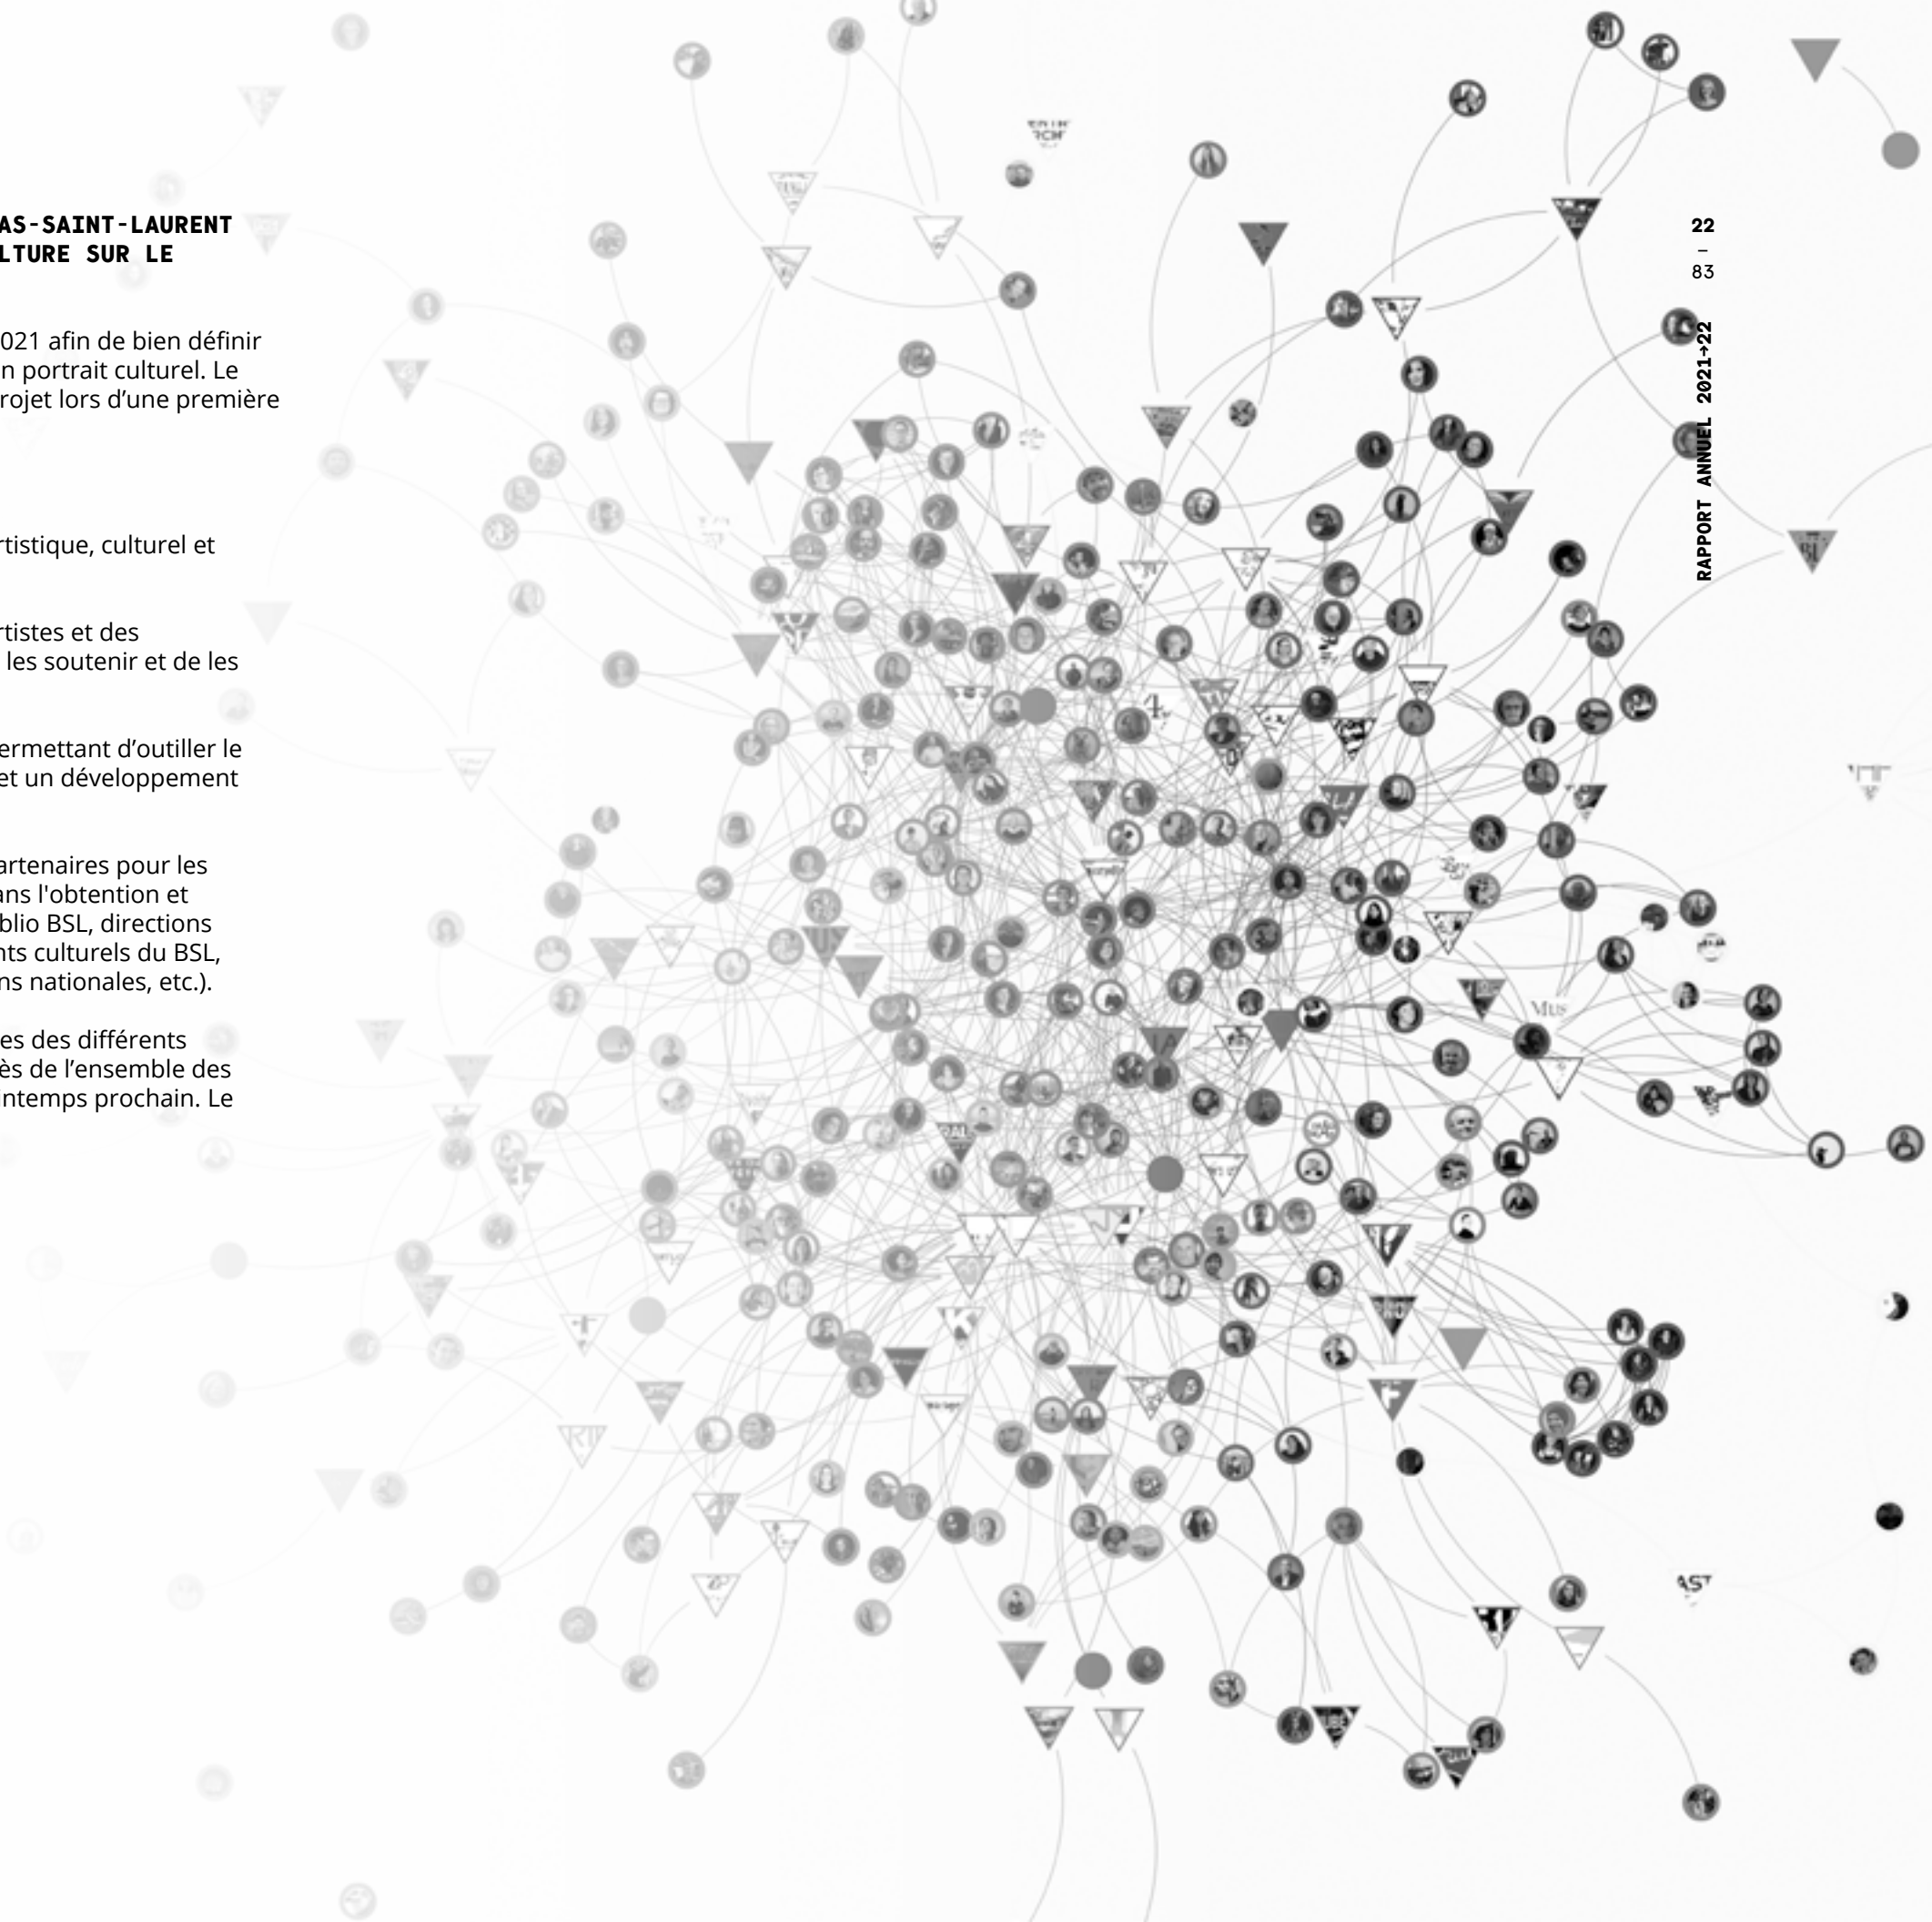 AS-SAINT-LAURENT
LTURE SUR LE
021 afin de bien définir
n portrait culturel. Le
rojet lors d’une première
rtistique, culturel et
rtistes et des
les soutenir et de les
ermettant d’outiller le
et un développement
artenaires pour les
ans l'obtention et
blio BSL, directions
nts culturels du BSL,
ns nationales, etc.).
es des différents
ès de l’ensemble des
intemps prochain. Le
22
–
83
RAPPORT ANNUEL 2021→22